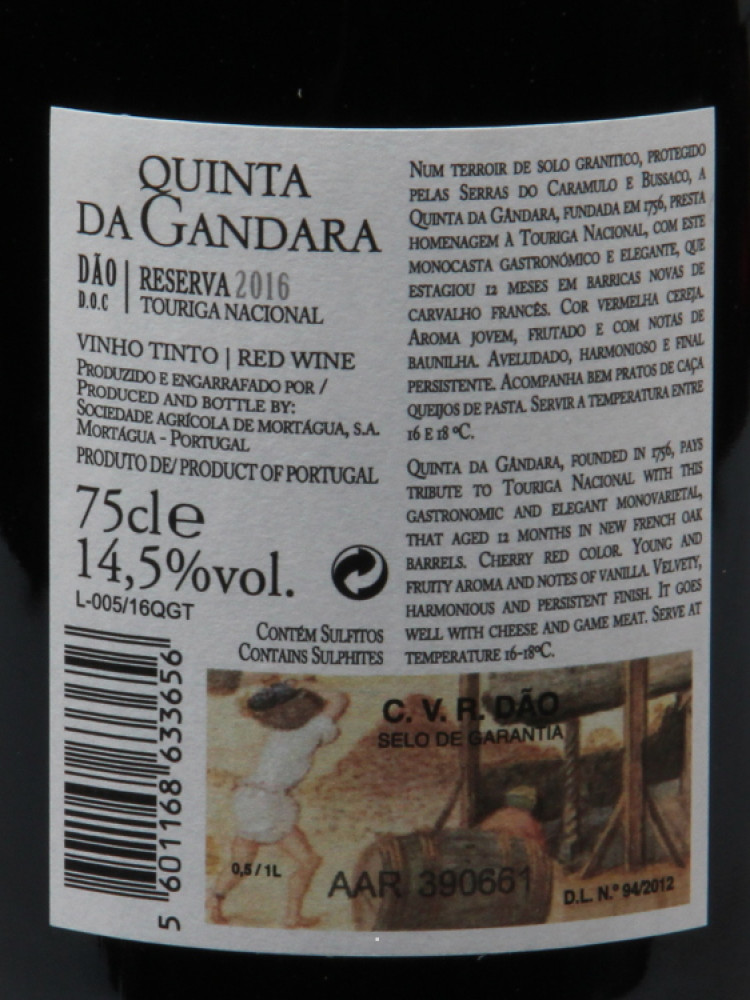 QUINTA
DA GANDARA
DÃO
D.O.C
RESERVA 2016
TOURIGA NACIONAL
VINHO TINTO | RED WINE
PRODUZIDO E ENGARRAFADO POR /
PRODUCED AND BOTTLE BY:
SOCIEDADE AGRÍCOLA DE MORTÁGUA, S.A.
MORTÁGUA - PORTUGAL
PRODUTO DE/ PRODUCT OF PORTUGAL
75cl e
14,5%vol.
L-005/16QGT
CONTÉM SULFITOS
CONTAINS SULPHITES
5 601168 633656
NUM TERROIR DE SOLO GRANITICO, PROTEGIDO
PELAS SERRAS DO CARAMULO E BUSSACO, A
QUINTA DA GÂNDARA, FUNDADA EM 1756, PRESTA
HOMENAGEM À TOURIGA NACIONAL, COM ESTE
MONOCASTA GASTRONÓMICO E ELEGANTE, QUE
ESTAGIOU 12 MESES EM BARRICAS NOVAS DE
CARVALHO FRANCÊS. COR VERMELHA CEREJA.
AROMA JOVEM, FRUTADO E COM NOTAS DE
BAUNILHA. AVELUDADO, HARMONIOSO E FINAL
PERSISTENTE. ACOMPANHA BEM PRATOS DE CAÇA
QUEIJOS DE PASTA. SERVIR A TEMPERATURA ENTRE
16 E 18 ºC.
QUINTA DA GÂNDARA, FOUNDED IN 1756, PAYS
TRIBUTE TO TOURIGA NACIONAL WITH THIS
GASTRONOMIC AND ELEGANT MONOVARIETAL,
THAT AGED 12 MONTHS IN NEW FRENCH OAK
BARRELS. CHERRY RED COLOR. YOUNG AND
FRUITY AROMA AND NOTES OF VANILLA. VELVETY,
HARMONIOUS AND PERSISTENT FINISH. IT GOES
WELL WITH CHEESE AND GAME MEAT. SERVE AT
TEMPERATURE 16-18ºC.
C. V. R. DÃO
SELO DE GARANTIA
0,5 / 1L
AAR 390661
D.L. N.º 94/2012